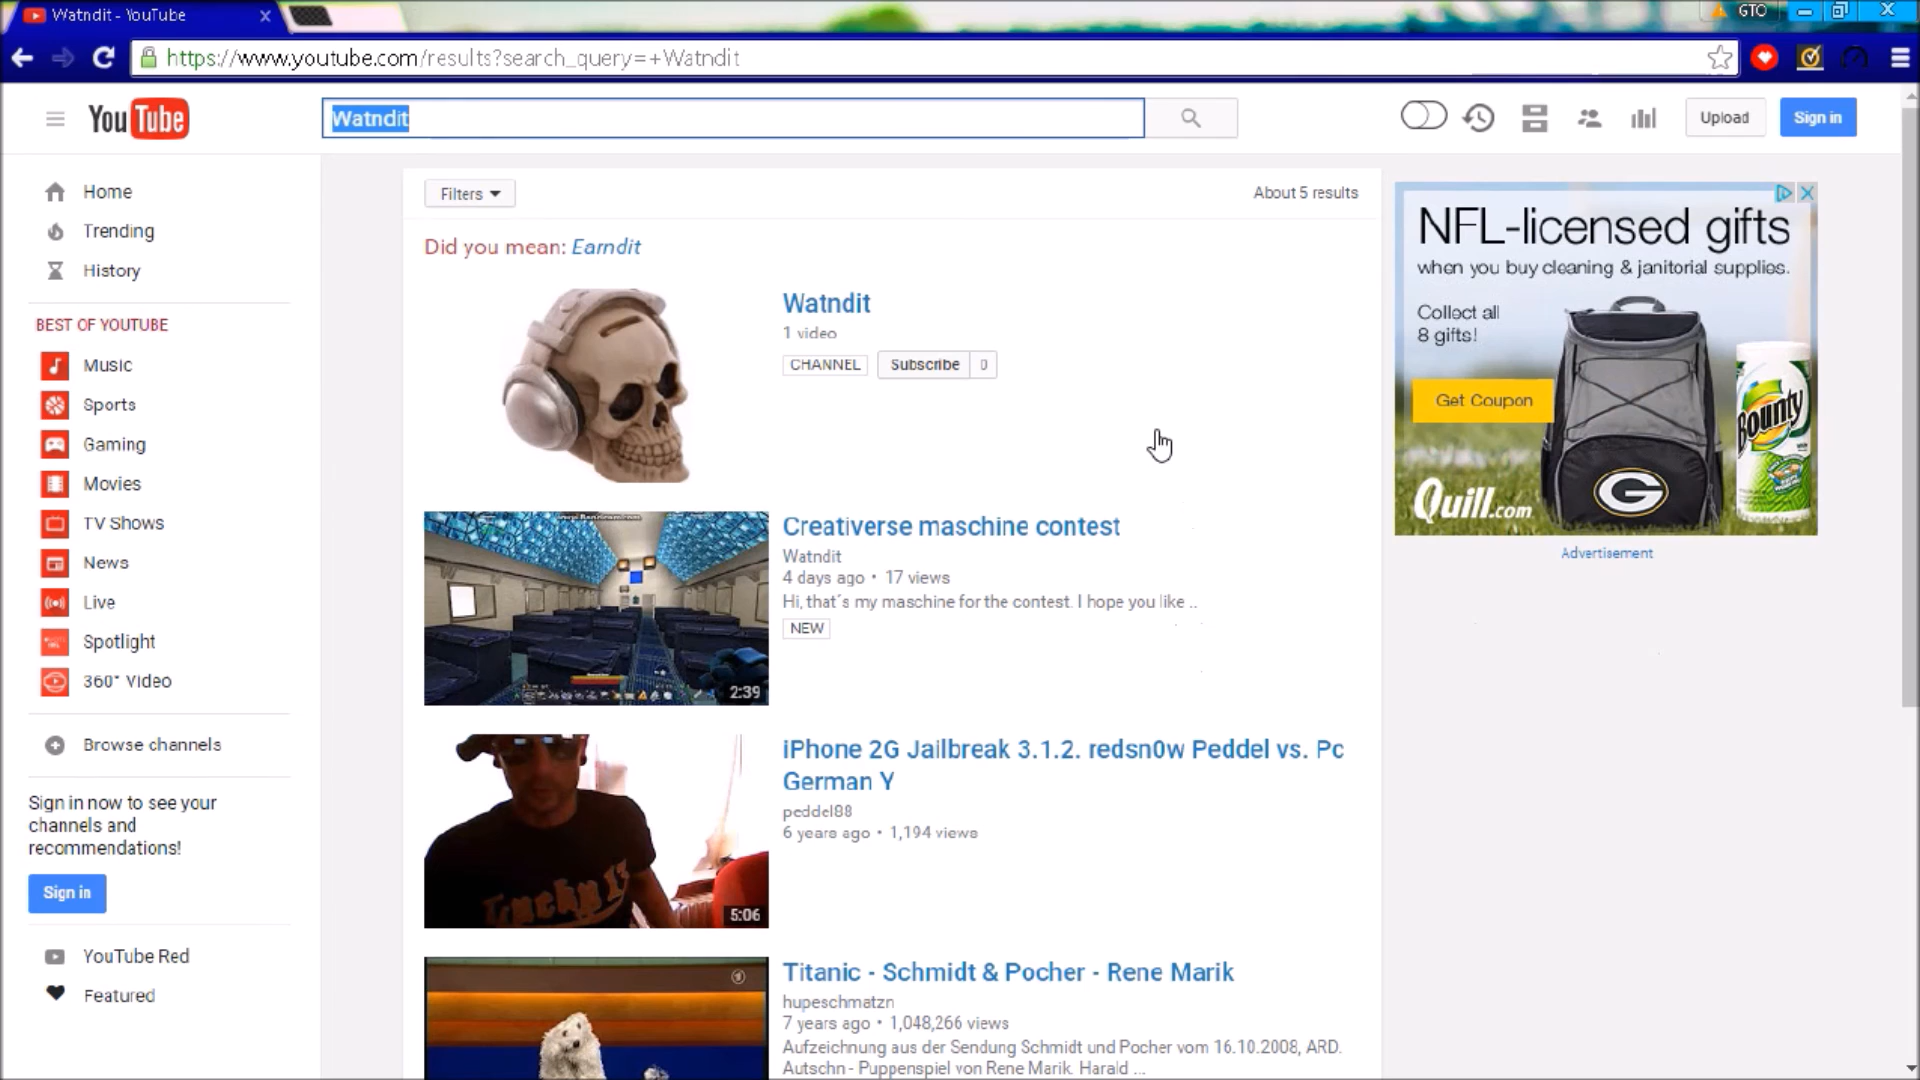 Watndit - YouTube
GTO
https://www.youtube.com/results?search_query=+Watndit
YouTube
Watndit
Upload
Sign in
Home
Trending
History
BEST OF YOUTUBE
Music
Sports
Gaming
Movies
TV Shows
News
Live
Spotlight
360° Video
Browse channels
Sign in now to see your
channels and
recommendations!
Sign in
YouTube Red
Featured
Filters
About 5 results
Did you mean: Earndit
Watndit
1 video
CHANNEL
Subscribe 0
Creativerse maschine contest
Watndit
4 days ago • 17 views
Hi, that´s my maschine for the contest. I hope you like ...
NEW
2:39
iPhone 2G Jailbreak 3.1.2. redsn0w Peddel vs. Pc
German Y
peddel88
6 years ago • 1,194 views
5:06
Titanic - Schmidt & Pocher - Rene Marik
hupeschmatzn
7 years ago • 1,048,266 views
Aufzeichnung aus der Sendung Schmidt und Pocher vom 16.10.2008, ARD.
Autschn - Puppenspiel von Rene Marik. Harald ...
NFL-licensed gifts
when you buy cleaning & janitorial supplies.
Collect all
8 gifts!
Get Coupon
Bounty
G
Quill.com
Advertisement